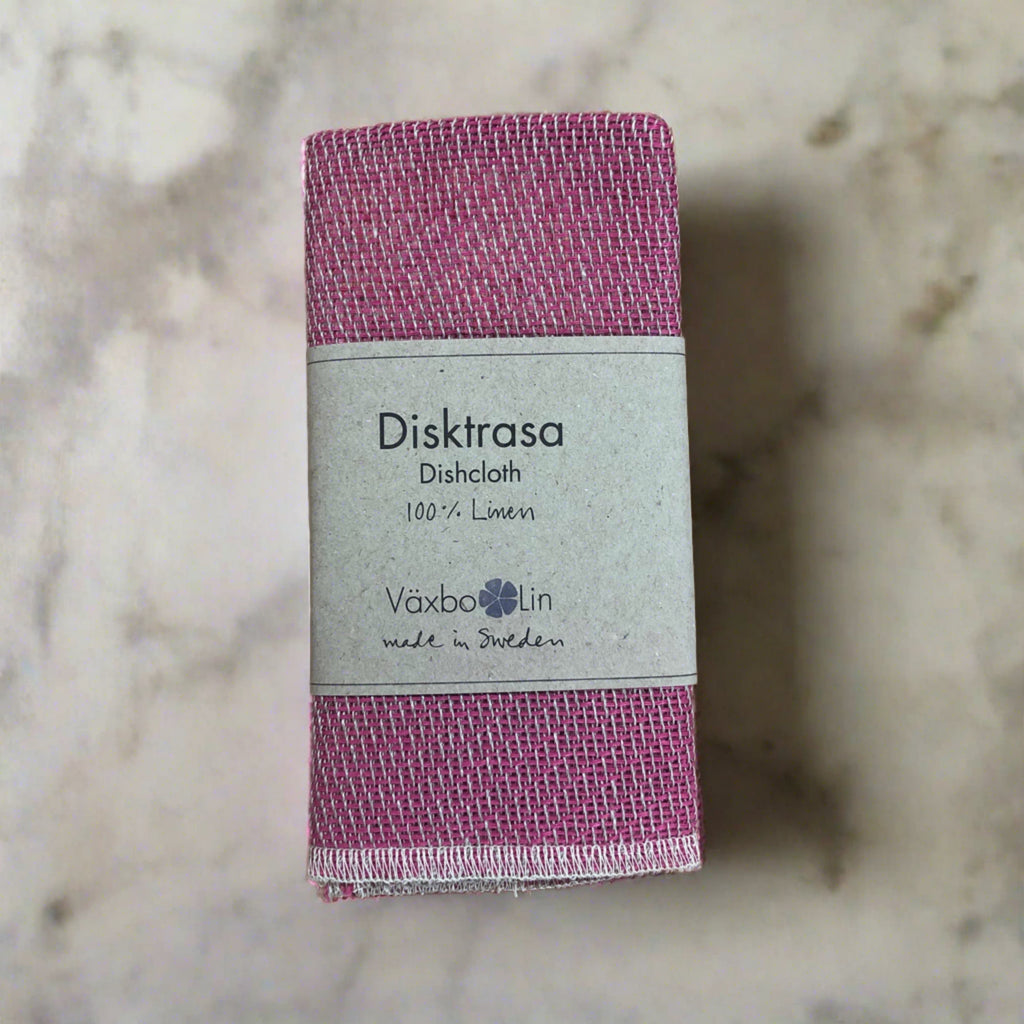 Disktrasa
Dishcloth
100% Linen
Växbo Lin
made in Sweden